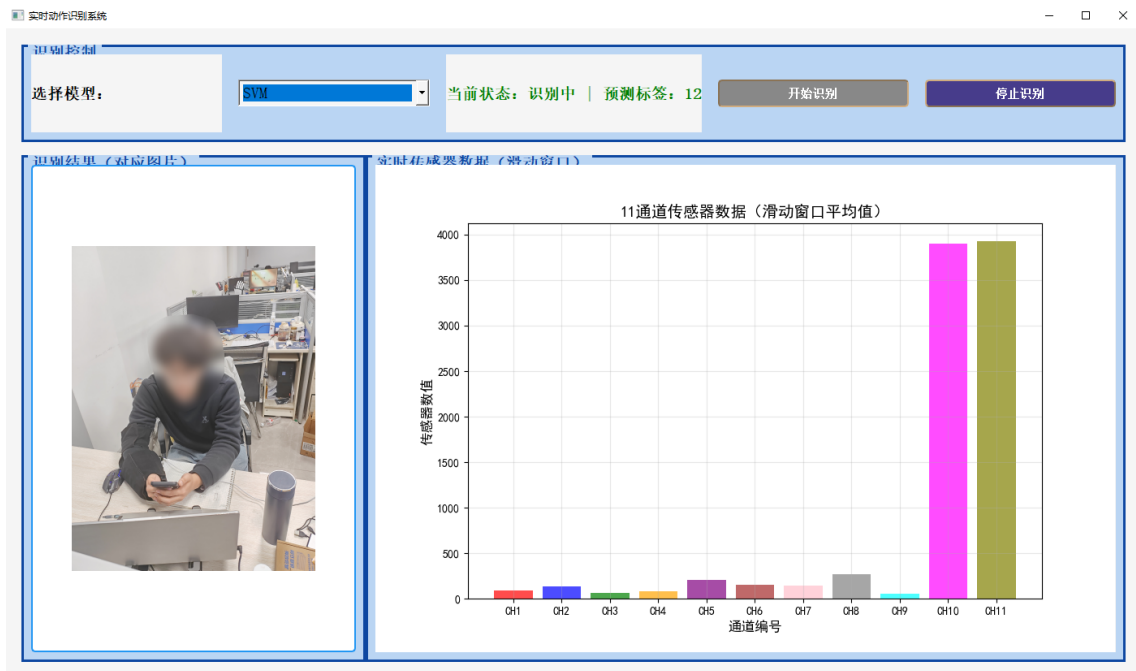 实时动作识别系统
识别控制
选择模型：
SVM
当前状态：识别中 | 预测标签：12
开始识别
停止识别
识别结果（对应图片）
实时传感器数据（滑动窗口）
11通道传感器数据（滑动窗口平均值）
传感器数值
4000
3500
3000
2500
2000
1500
1000
500
0
CH1 CH2 CH3 CH4 CH5 CH6 CH7 CH8 CH9 CH10 CH11
通道编号